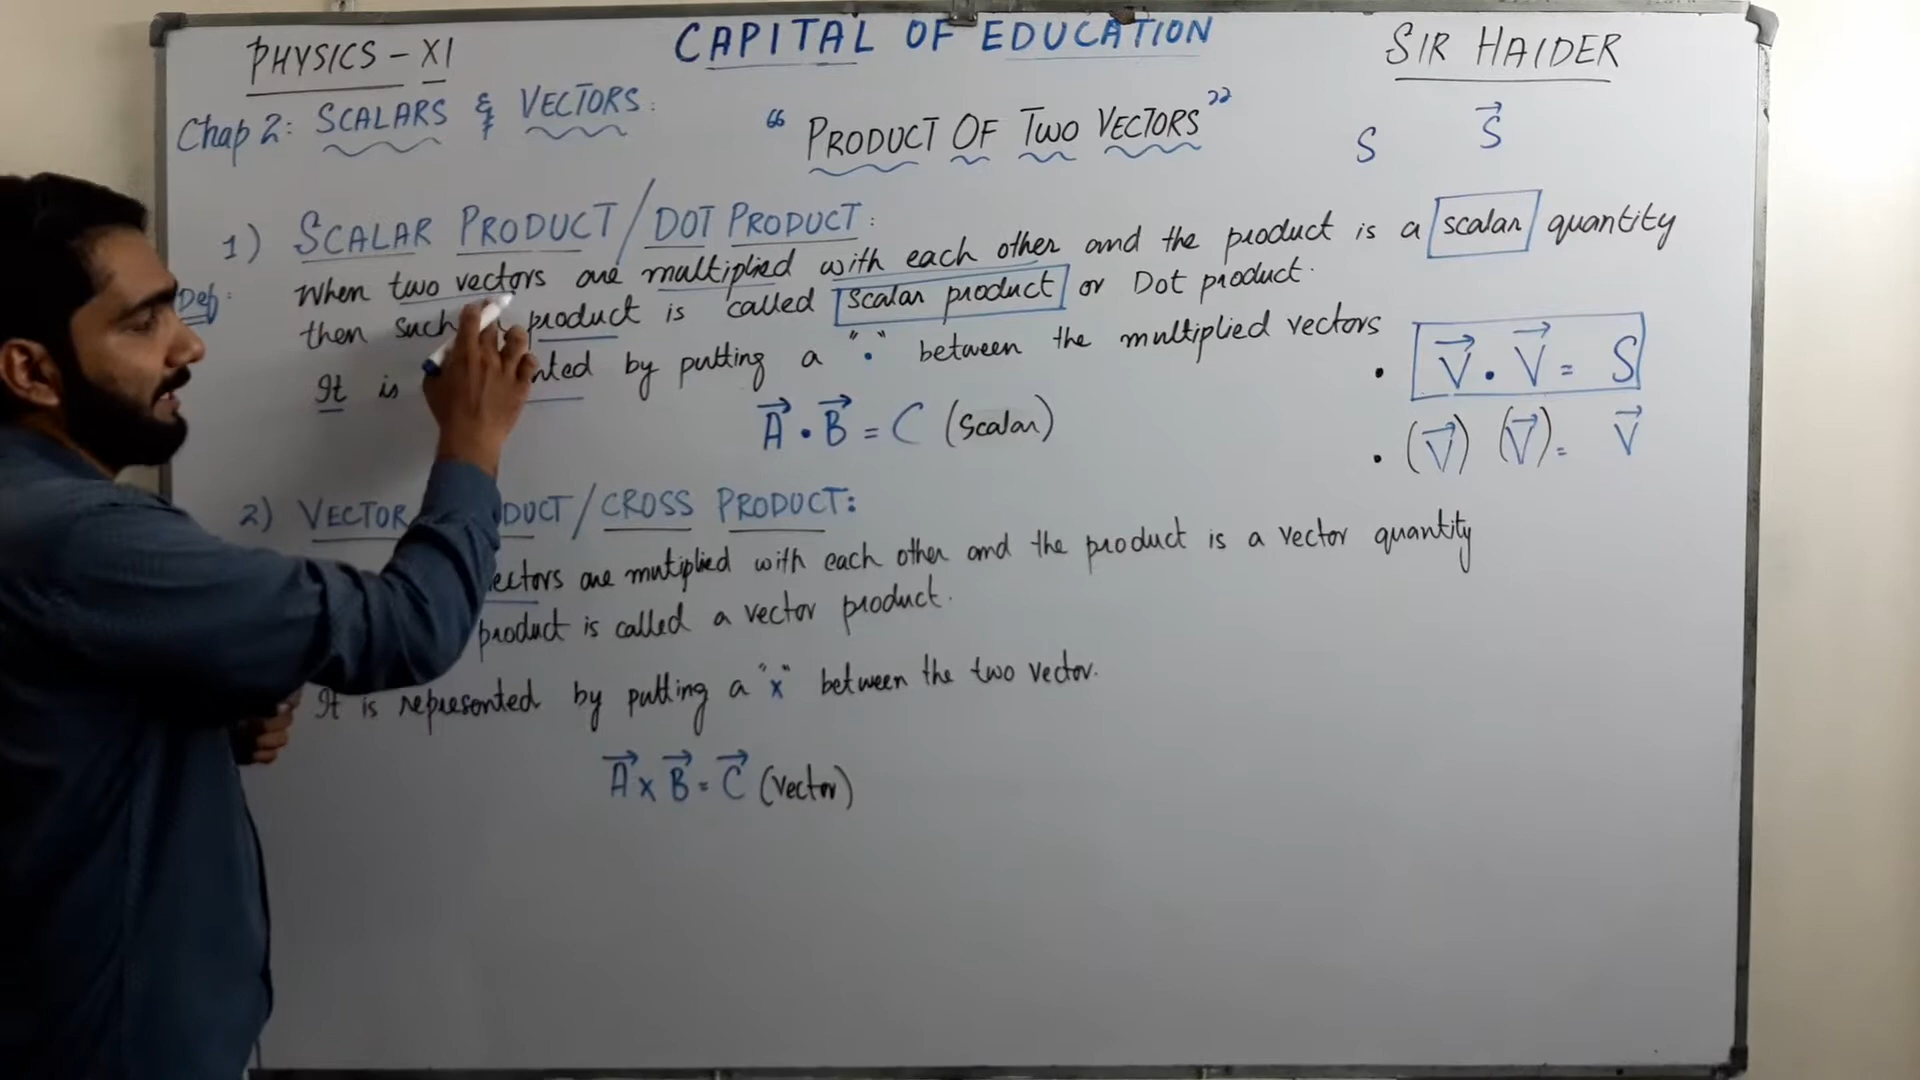 PHYSICS - XI
CAPITAL OF EDUCATION
SIR HAIDER
Chap 2: SCALARS & VECTORS:
"PRODUCT OF TWO VECTORS"
S S⃗
1) SCALAR PRODUCT / DOT PRODUCT:
Def: When two vectors are multiplied with each other and the product is a scalar quantity
then such product is called scalar product or Dot product.
It is by putting a "•" between the multiplied vectors
A⃗ • B⃗ = C (Scalar)
• V⃗ • V⃗ = S
• (V⃗) (V⃗) = V⃗
2) VECTOR / CROSS PRODUCT:
are mutiplied with each other and the product is a vector quantity
product is called a vector product.
It is represented by putting a "x" between the two vector.
A⃗ x B⃗ = C⃗ (vector)